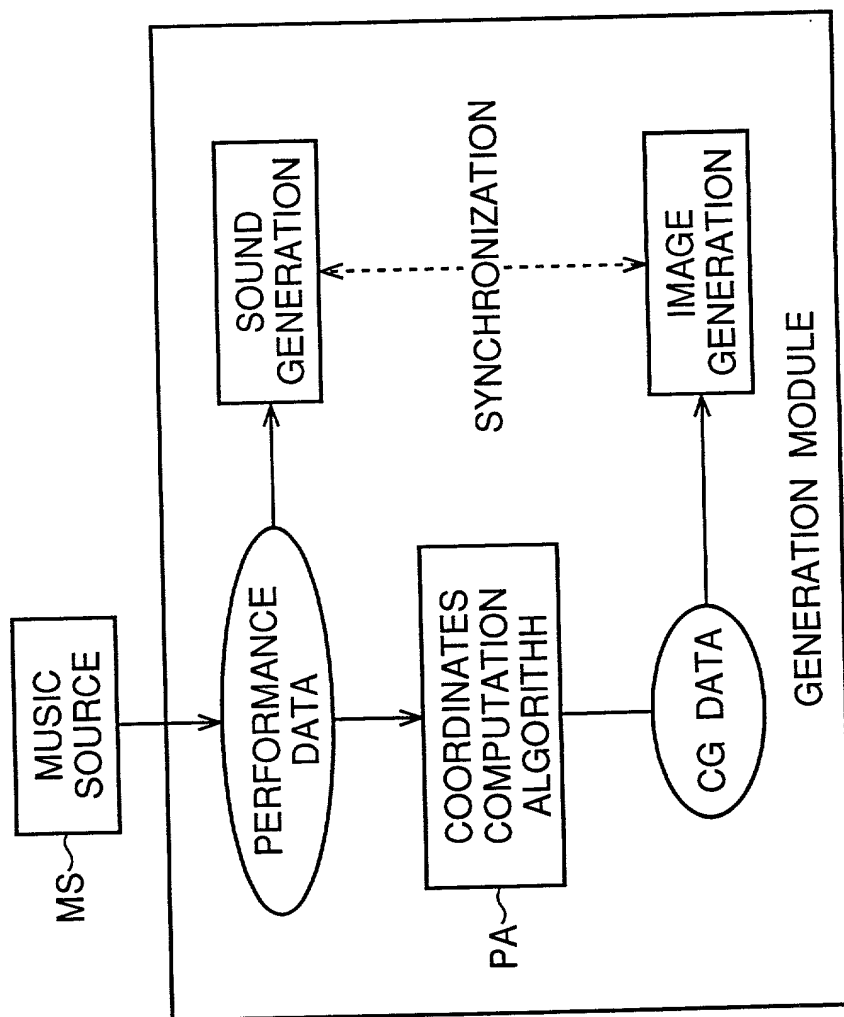 MS
MUSIC
SOURCE
PERFORMANCE
DATA
SOUND
GENERATION
PA
COORDINATES
COMPUTATION
ALGORITHH
SYNCHRONIZATION
CG DATA
IMAGE
GENERATION
GENERATION MODULE